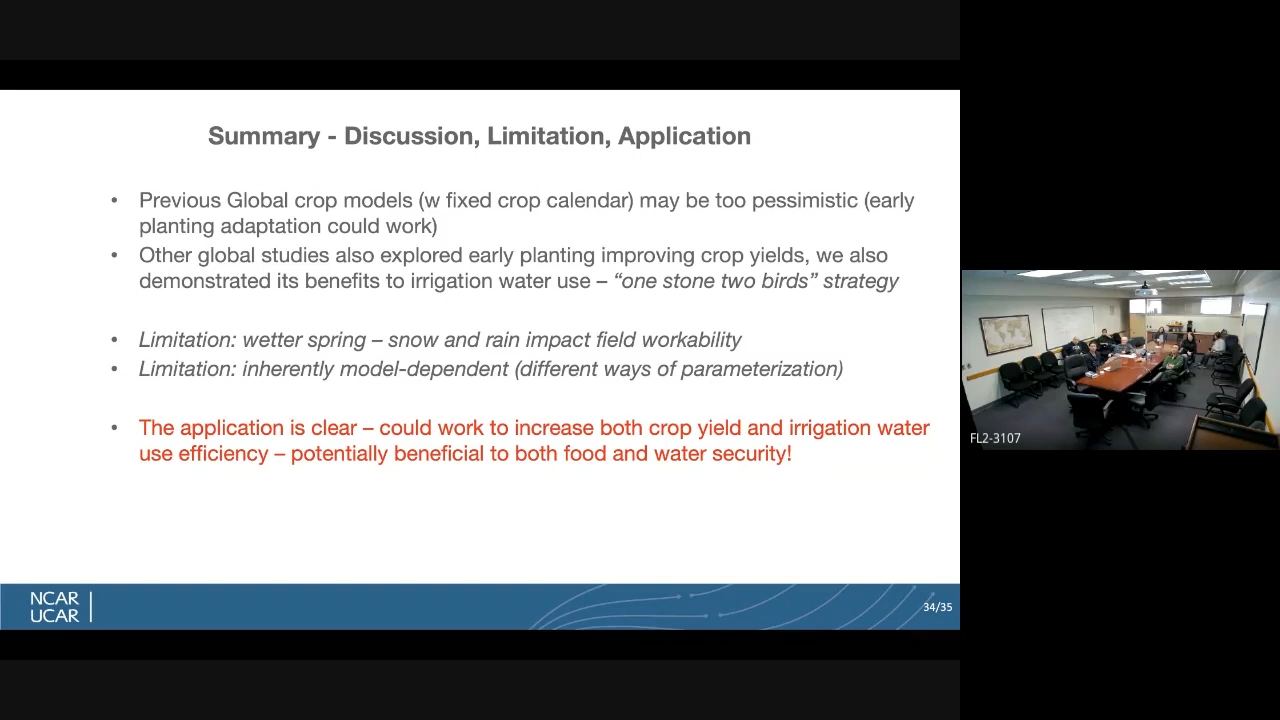 Summary - Discussion, Limitation, Application
• Previous Global crop models (w fixed crop calendar) may be too pessimistic (early
planting adaptation could work)
• Other global studies also explored early planting improving crop yields, we also
demonstrated its benefits to irrigation water use – “one stone two birds” strategy
• Limitation: wetter spring – snow and rain impact field workability
• Limitation: inherently model-dependent (different ways of parameterization)
• The application is clear – could work to increase both crop yield and irrigation water
use efficiency – potentially beneficial to both food and water security!
NCAR
UCAR
34/35
FL2-3107